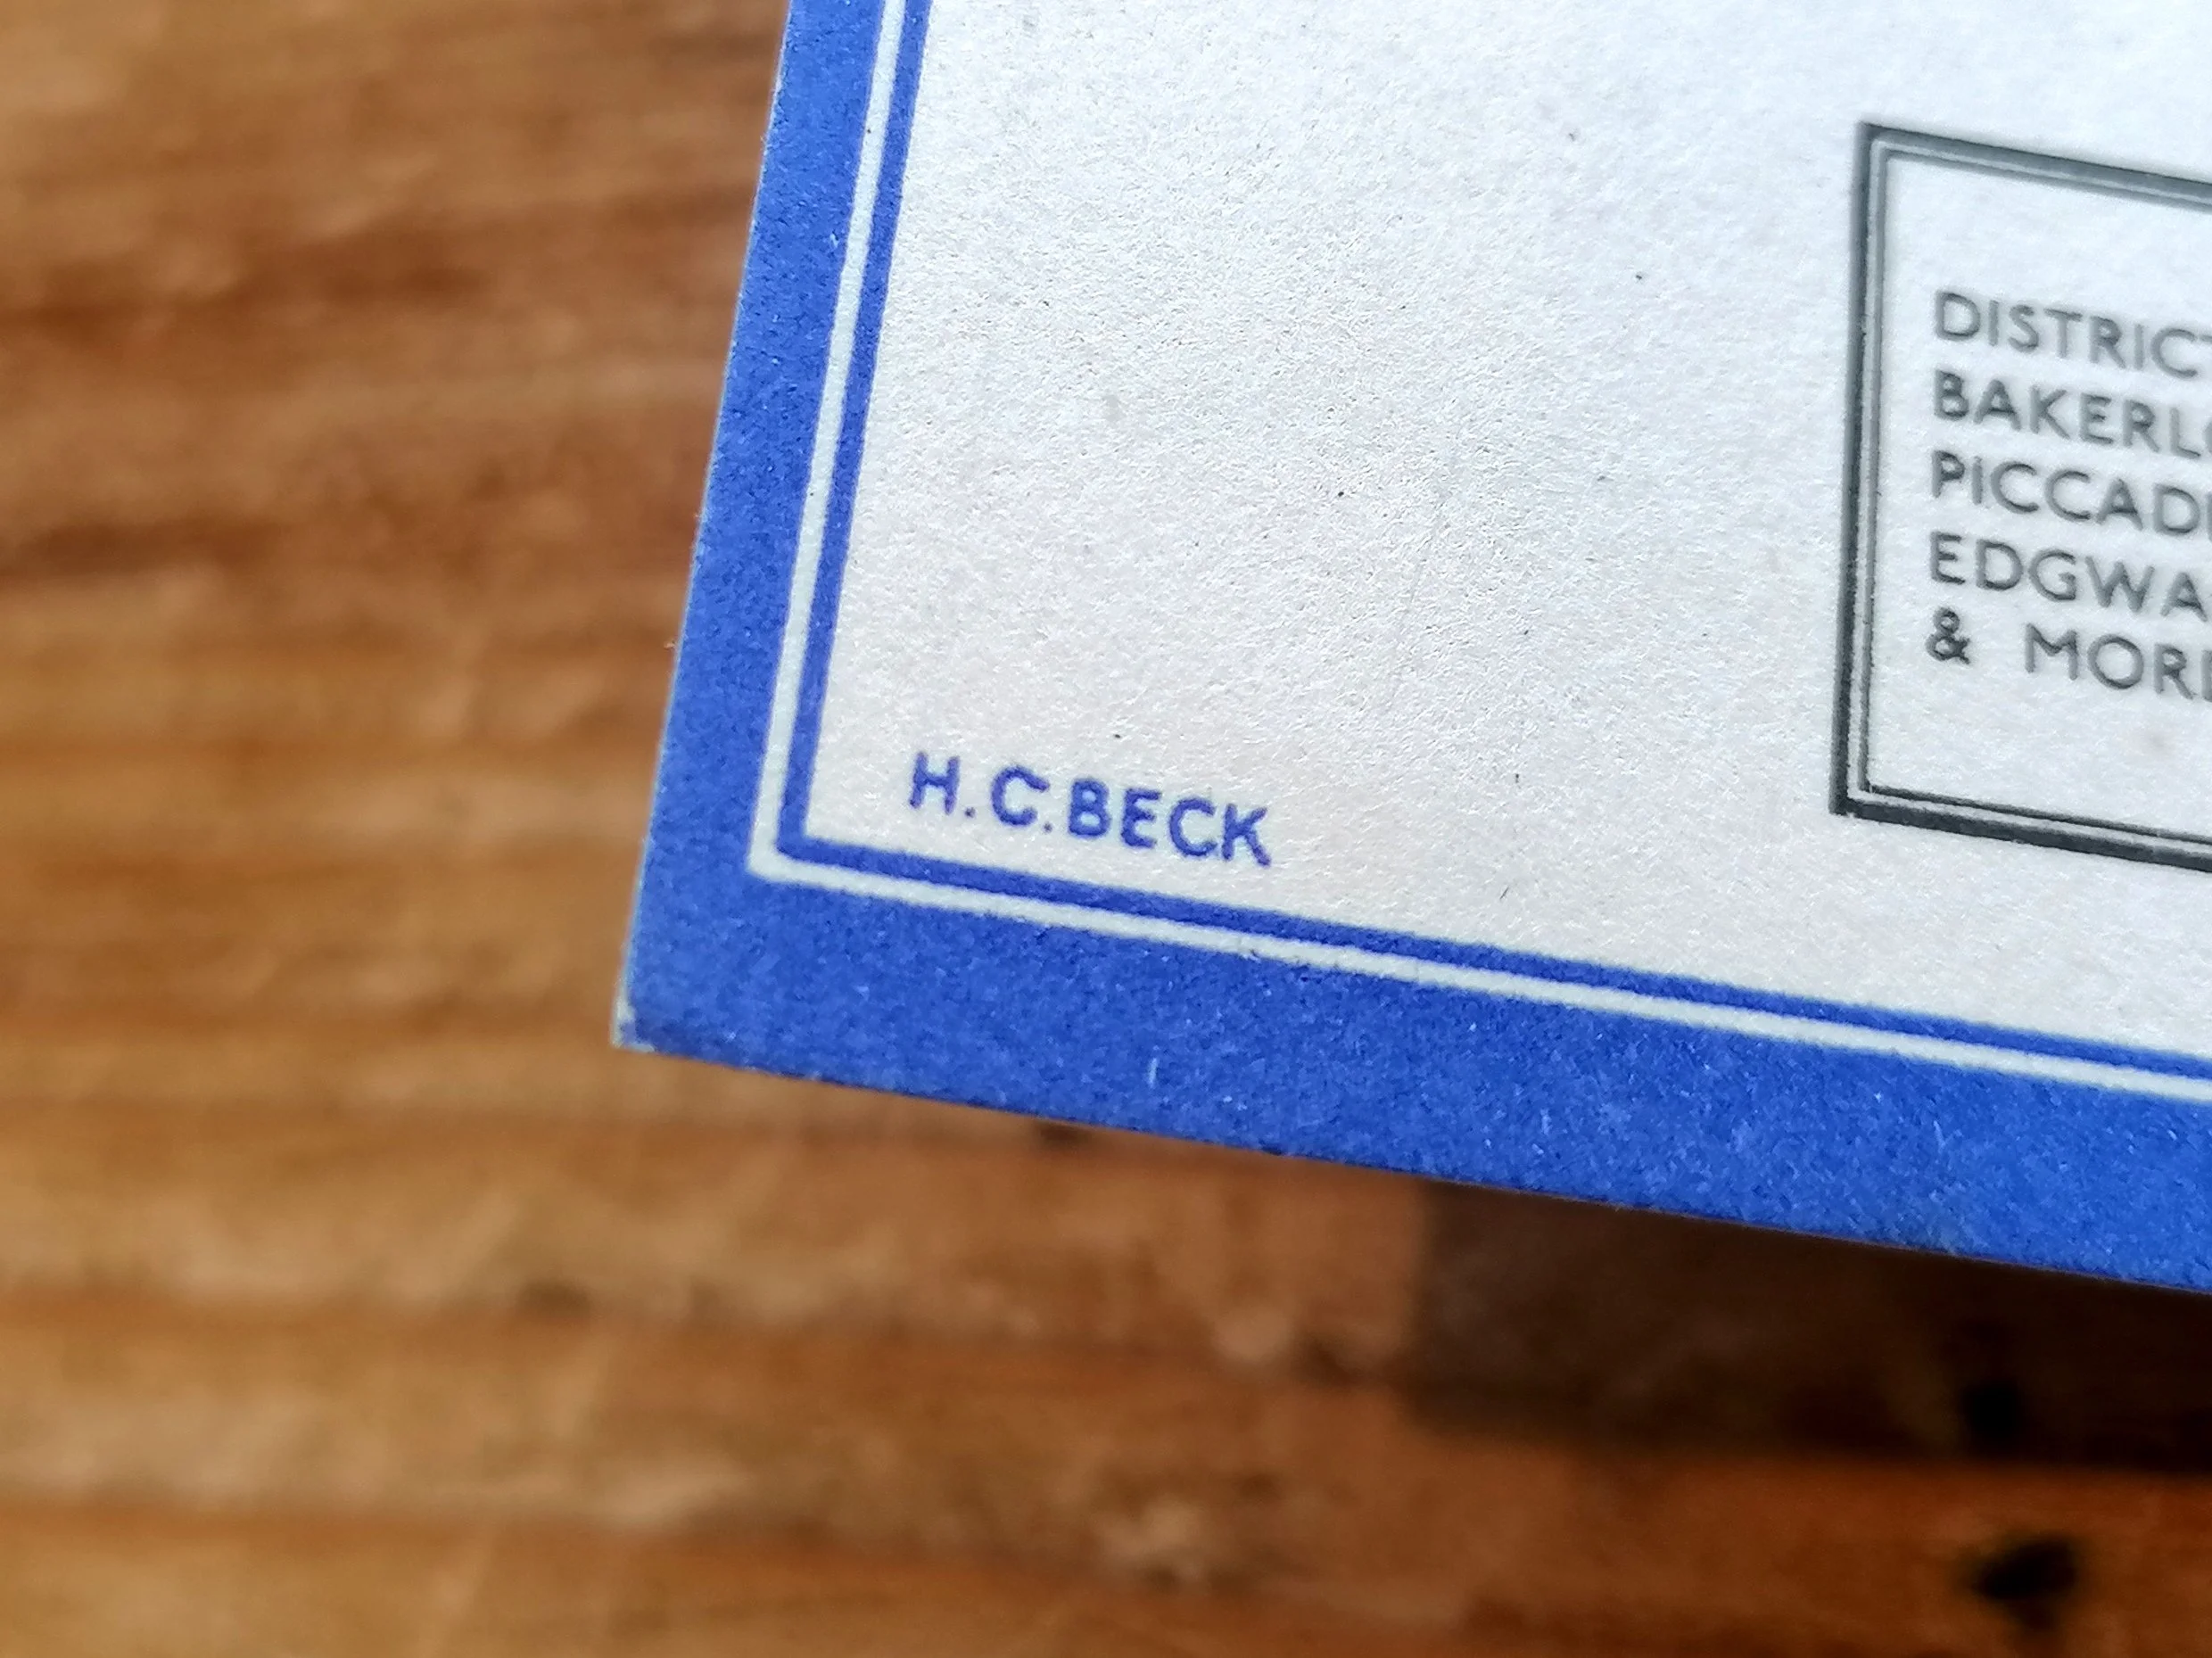 DISTRICT
BAKERLO
PICCAD
EDGWA
& MOR
H.C.BECK